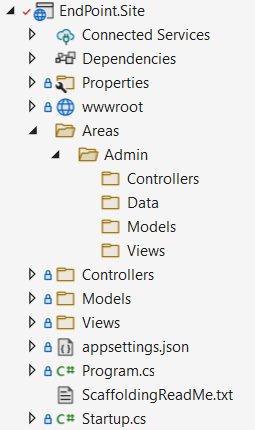 EndPoint.Site
Connected Services
Dependencies
Properties
wwwroot
Areas
Admin
Controllers
Data
Models
Views
Controllers
Models
Views
appsettings.json
C# Program.cs
ScaffoldingReadMe.txt
C# Startup.cs